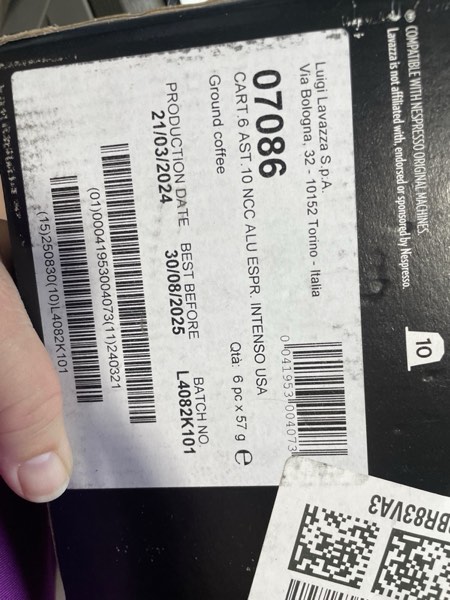 COMPATIBLE WITH NESPRESSO ORIGINAL MACHINES
Lavazza is not affiliated with, endorsed or sponsored by Nespresso.
10
Luigi Lavazza S.p.A.
Via Bologna, 32 - 10152 Torino - Italia
0 041953 004073
07086
CART.6 AST. 10 NCC ALU ESPR. INTENSO USA
Ground coffee
Qtà: 6 pc x 57 g ℮
PRODUCTION DATE BEST BEFORE BATCH NO.
21/03/2024 30/08/2025 L4082K101
(01)00041953004073(11)240321
(15)250830(10)L4082K101
BR83VA3